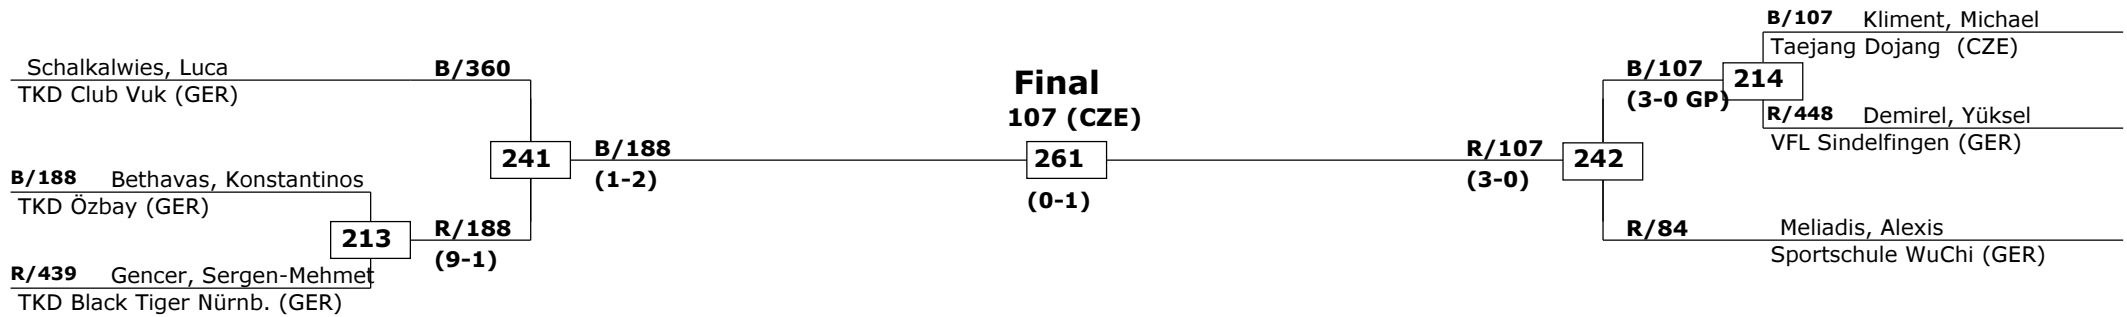 Schalkalwies, Luca
B/360
TKD Club Vuk (GER)
241
B/188
(1-2)
B/188 Bethavas, Konstantinos
TKD Özbay (GER)
213
R/188
(9-1)
R/439 Gencer, Sergen-Mehmet
TKD Black Tiger Nürnb. (GER)
Final
107 (CZE)
261
(0-1)
B/107 Kliment, Michael
Taejang Dojang (CZE)
B/107
(3-0 GP)
214
R/448 Demirel, Yüksel
VFL Sindelfingen (GER)
R/107
(3-0)
242
R/84
Meliadis, Alexis
Sportschule WuChi (GER)